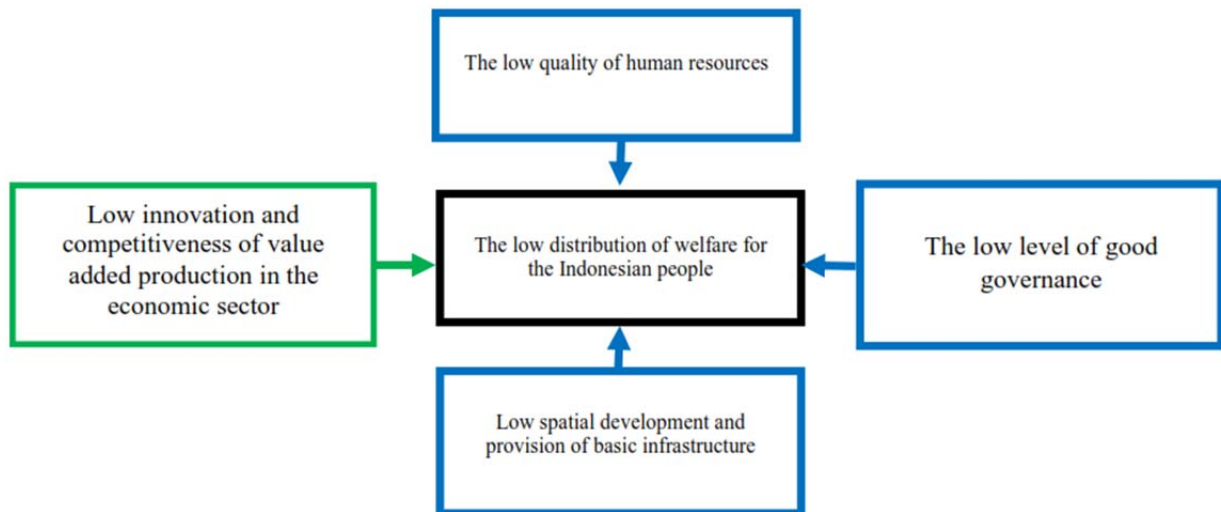 The low quality of human resources
Low innovation and
competitiveness of value
added production in the
economic sector
The low distribution of welfare for
the Indonesian people
The low level of good
governance
Low spatial development and
provision of basic infrastructure